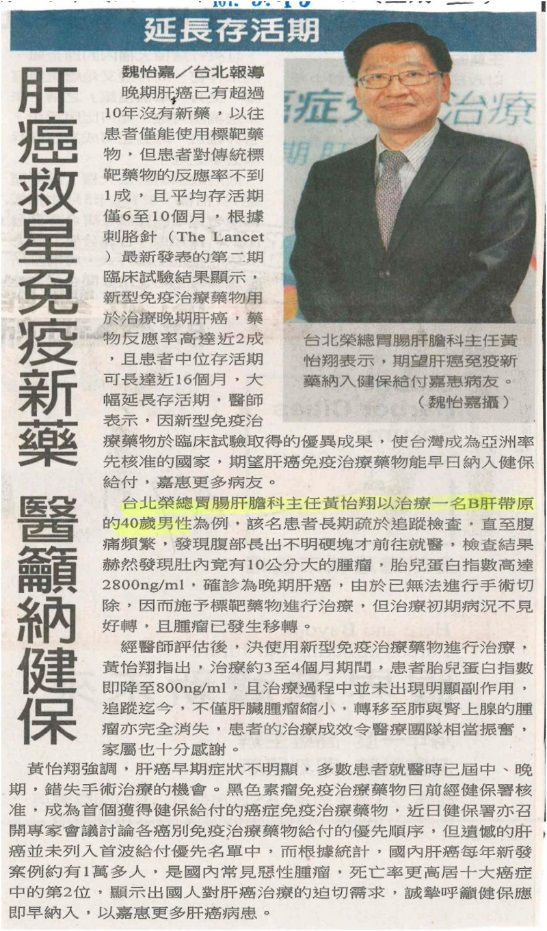 延長存活期
肝癌救星免疫新藥 醫籲納健保
魏怡嘉／台北報導
晚期肝癌已有超過
10年沒有新藥，以往
患者僅能使用標靶藥
物，但患者對傳統標
靶藥物的反應率不到
1成，且平均存活期
僅6至10個月，根據
刺胳針（The Lancet
）最新發表的第二期
臨床試驗結果顯示，
新型免疫治療藥物用
於治療晚期肝癌，藥
物反應率高達近2成
，且患者中位存活期
可長達近16個月，大
幅延長存活期，醫師
表示，因新型免疫治
療藥物於臨床試驗取得的優異成果，使台灣成為亞洲率
先核准的國家，期望肝癌免疫治療藥物能早日納入健保
給付，嘉惠更多病友。
台北榮總胃腸肝膽科主任黃怡翔以治療一名B肝帶原
的40歲男性為例，該名患者長期疏於追蹤檢查，直至腹
痛頻繁，發現腹部長出不明硬塊才前往就醫，檢查結果
赫然發現肚內竟有10公分大的腫瘤，胎兒蛋白指數高達
2800ng/ml，確診為晚期肝癌，由於已無法進行手術切
除，因而施予標靶藥物進行治療，但治療初期病況不見
好轉，且腫瘤已發生移轉。
經醫師評估後，決使用新型免疫治療藥物進行治療，
黃怡翔指出，治療約3至4個月期間，患者胎兒蛋白指數
即降至800ng/ml，且治療過程中並未出現明顯副作用，
追蹤迄今，不僅肝臟腫瘤縮小，轉移至肺與腎上腺的腫
瘤亦完全消失，患者的治療成效令醫療團隊相當振奮，
家屬也十分感謝。
黃怡翔強調，肝癌早期症狀不明顯，多數患者就醫時已屆中、晚
期，錯失手術治療的機會。黑色素瘤免疫治療藥物日前經健保署核
准，成為首個獲得健保給付的癌症免疫治療藥物，近日健保署亦召
開專家會議討論各癌別免疫治療藥物給付的優先順序，但遺憾的肝
癌並未列入首波給付優先名單中，而根據統計，國內肝癌每年新發
案例約有1萬多人，是國內常見惡性腫瘤，死亡率更高居十大癌症
中的第2位，顯示出國人對肝癌治療的迫切需求，誠摯呼籲健保應
即早納入，以嘉惠更多肝癌病患。
癌症免 治療
期肝
台北榮總胃腸肝膽科主任黃
怡翔表示，期望肝癌免疫新
藥納入健保給付嘉惠病友。
（魏怡嘉攝）